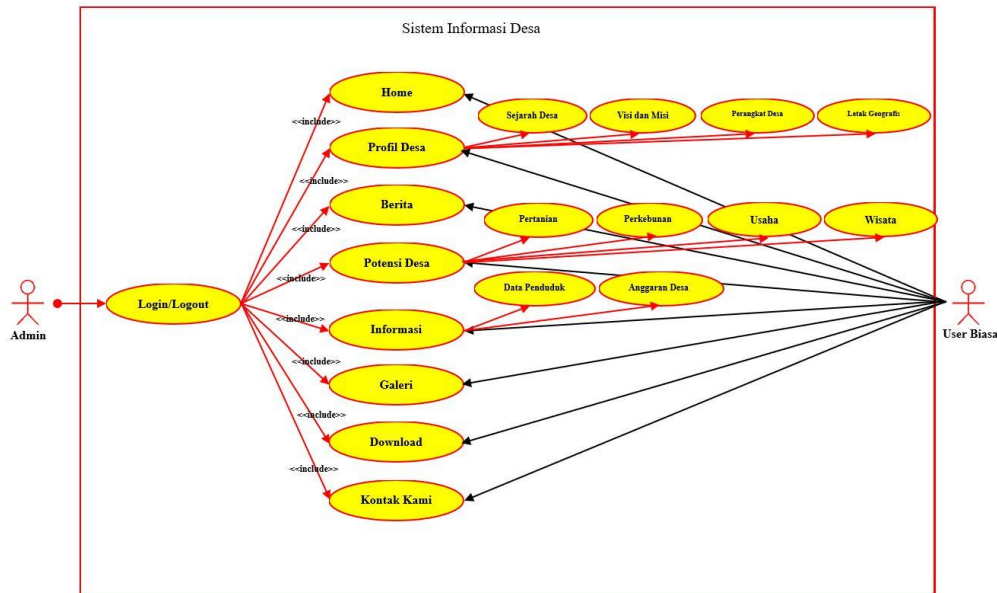 Sistem Informasi Desa
Home
<<include>>
Sejarah Desa
Visi dan Misi
Perangkat Desa
Letak Geografis
Profil Desa
<<include>>
Berita
<<include>>
Pertanian
Perkebunan
Usaha
Wisata
Potensi Desa
<<include>>
Data Penduduk
Anggaran Desa
Admin
Login/Logout
<<include>>
Informasi
User Biasa
<<include>>
Galeri
<<include>>
Download
<<include>>
Kontak Kami